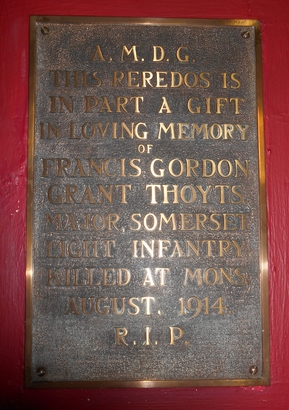 A. M. D. G.
THIS REREDOS IS
IN PART A GIFT
IN LOVING MEMORY
OF
FRANCIS. GORDON
GRANT THOYTS.
MAJOR, SOMERSET
LIGHT INFANTRY.
KILLED AT MONS,
AUGUST. 1914.
R. I. P.